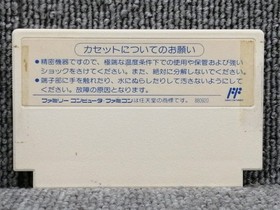 カセットについてのお願い
●精密機器ですので、極端な温度条件下での使用や保管および強い
ショックをさけてください。また、絶対に分解しないでください。
●端子部に手を触れたり、水にぬらしたりして汚さないようにして
ください。故障の原因となります。
ファミリーコンピュータ ファミコンは任天堂の商標です。